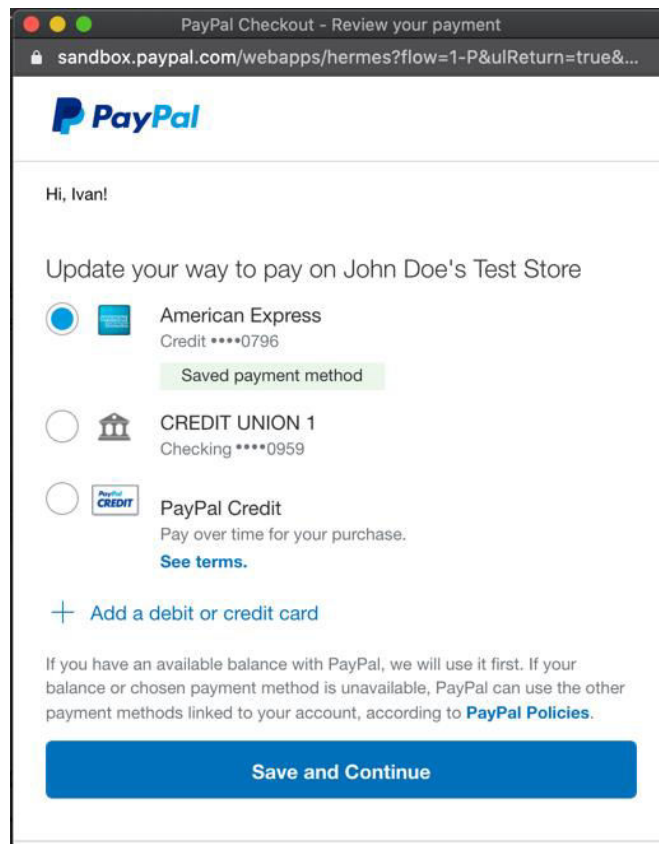 PayPal Checkout - Review your payment
sandbox.paypal.com/webapps/hermes?flow=1-P&ulReturn=true&...
PayPal
Hi, Ivan!
Update your way to pay on John Doe's Test Store
American Express
Credit ••••0796
Saved payment method
CREDIT UNION 1
Checking ••••0959
PayPal CREDIT
PayPal Credit
Pay over time for your purchase.
See terms.
+ Add a debit or credit card
If you have an available balance with PayPal, we will use it first. If your
balance or chosen payment method is unavailable, PayPal can use the other
payment methods linked to your account, according to PayPal Policies.
Save and Continue